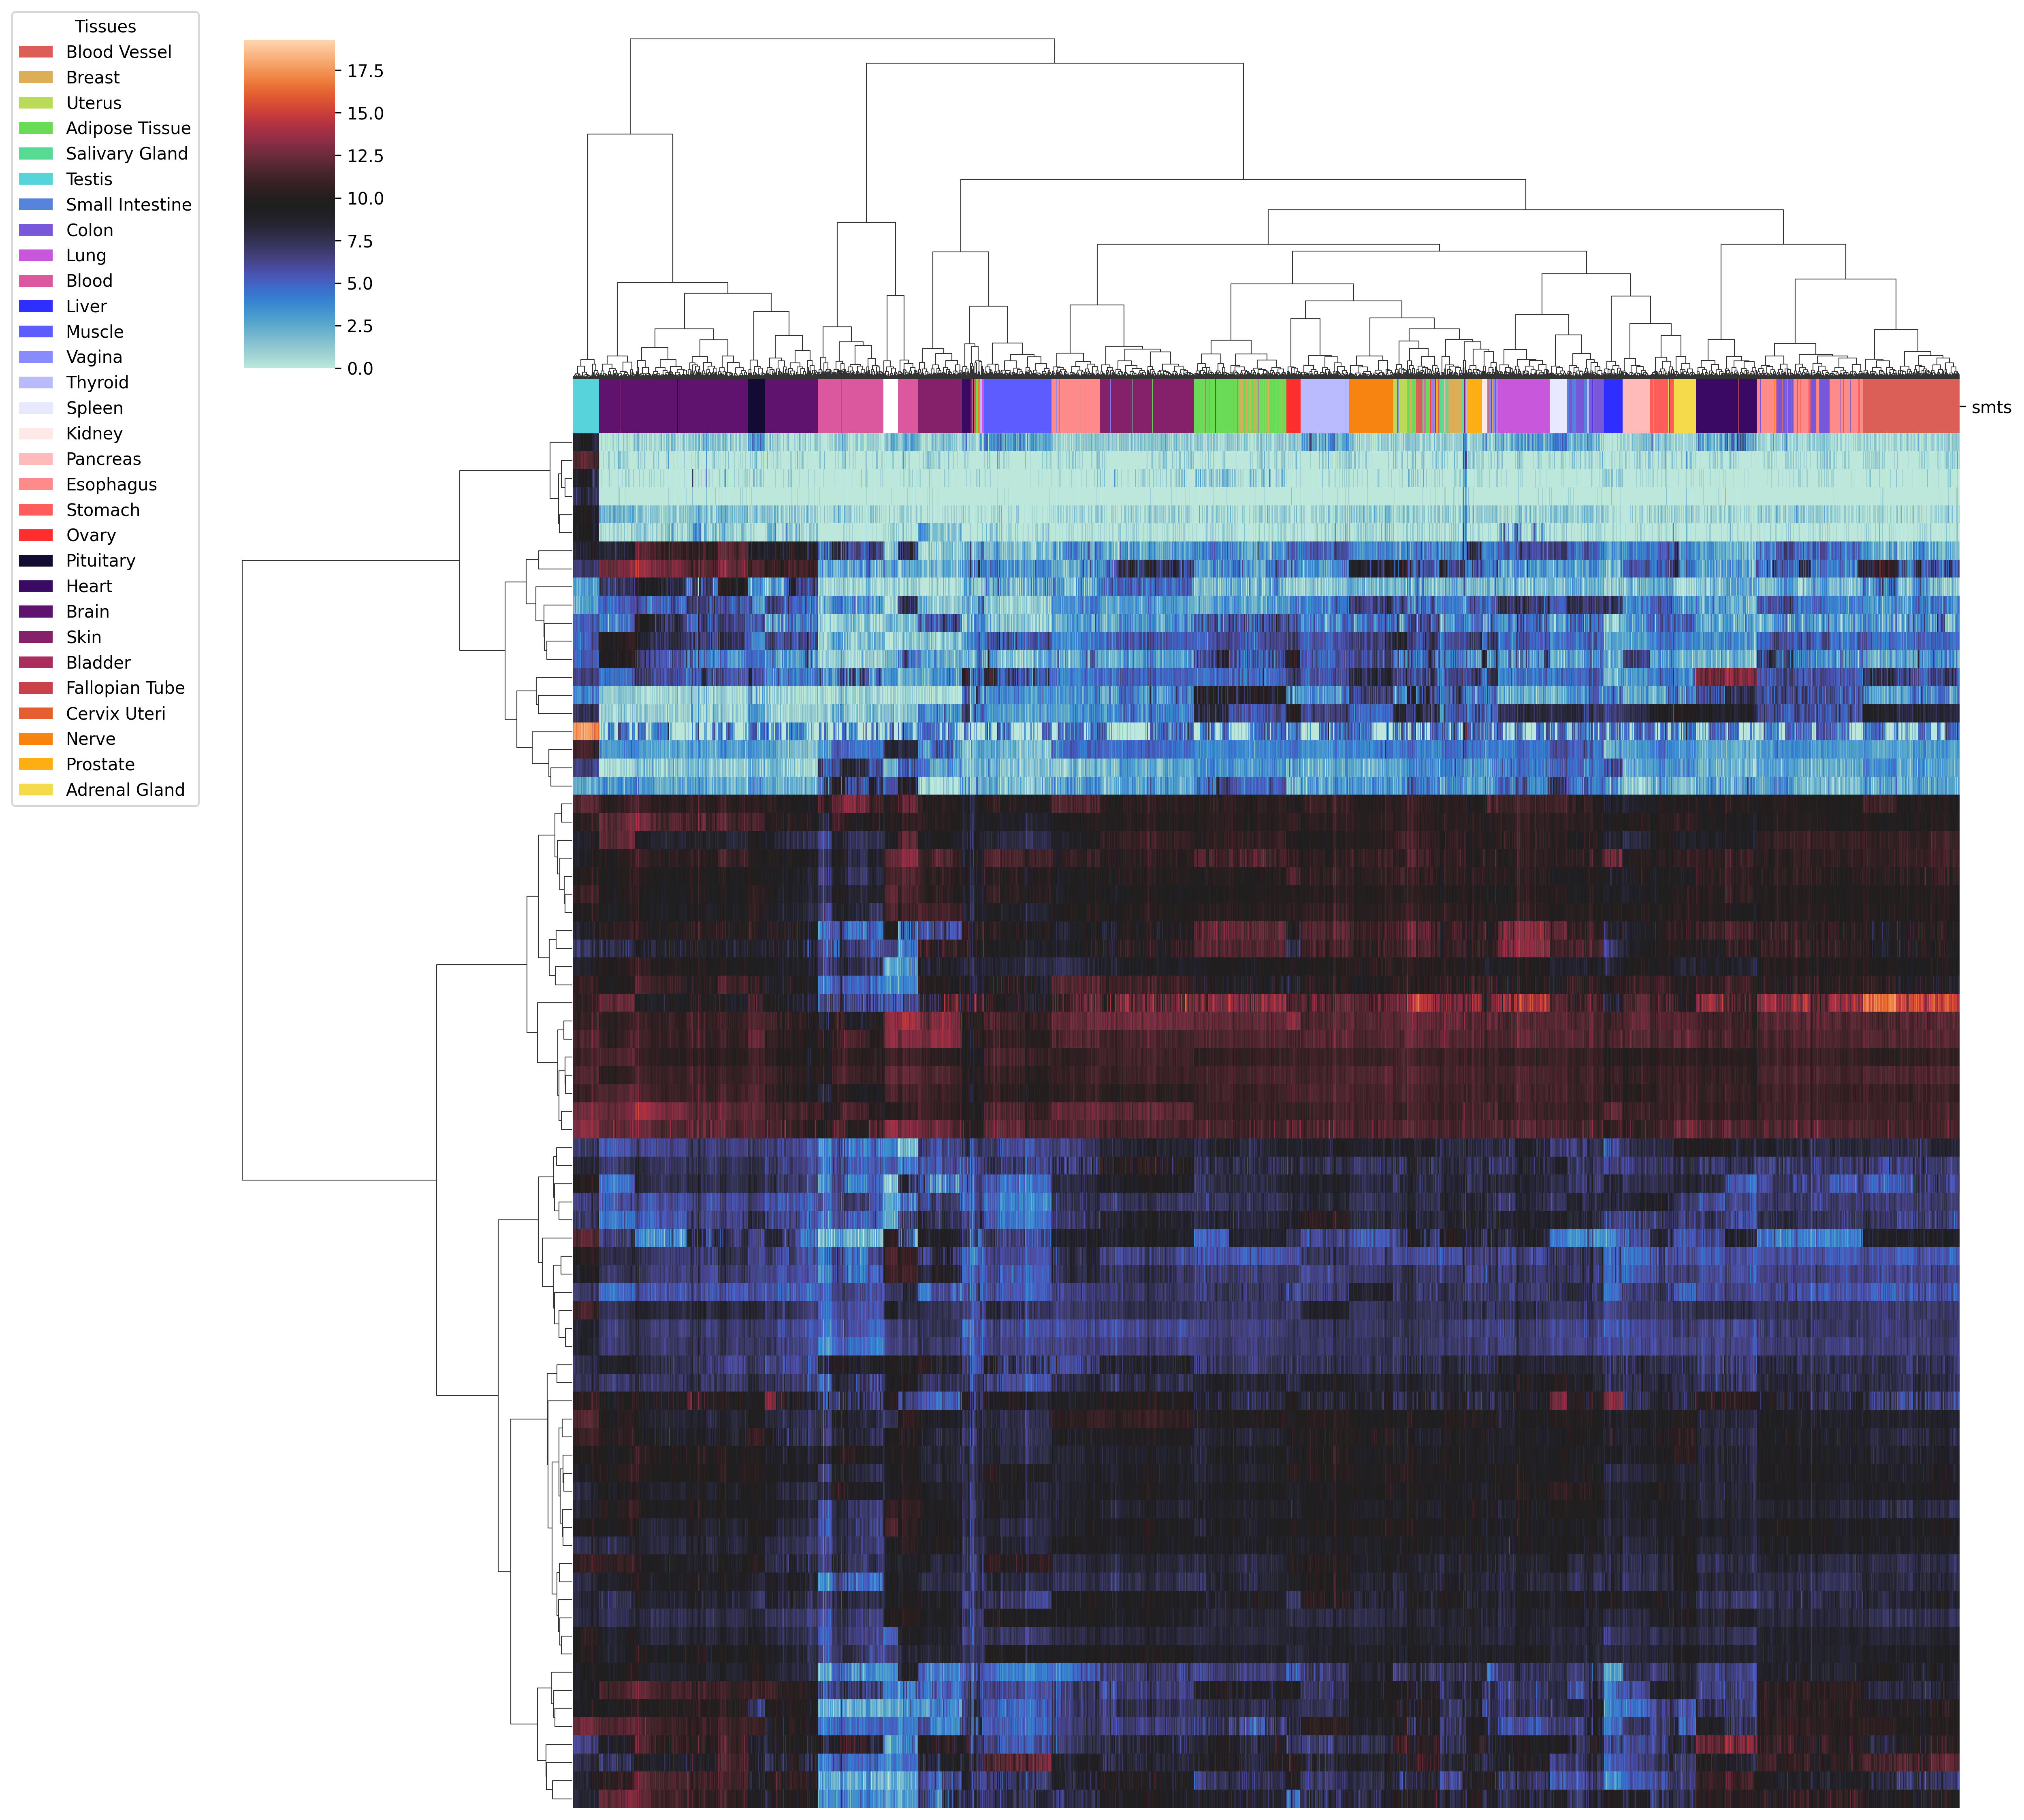 Tissues
Blood Vessel
Breast
Uterus
Adipose Tissue
Salivary Gland
Testis
Small Intestine
Colon
Lung
Blood
Liver
Muscle
Vagina
Thyroid
Spleen
Kidney
Pancreas
Esophagus
Stomach
Ovary
Pituitary
Heart
Brain
Skin
Bladder
Fallopian Tube
Cervix Uteri
Nerve
Prostate
Adrenal Gland
17.5
15.0
12.5
10.0
7.5
5.0
2.5
0.0
smts